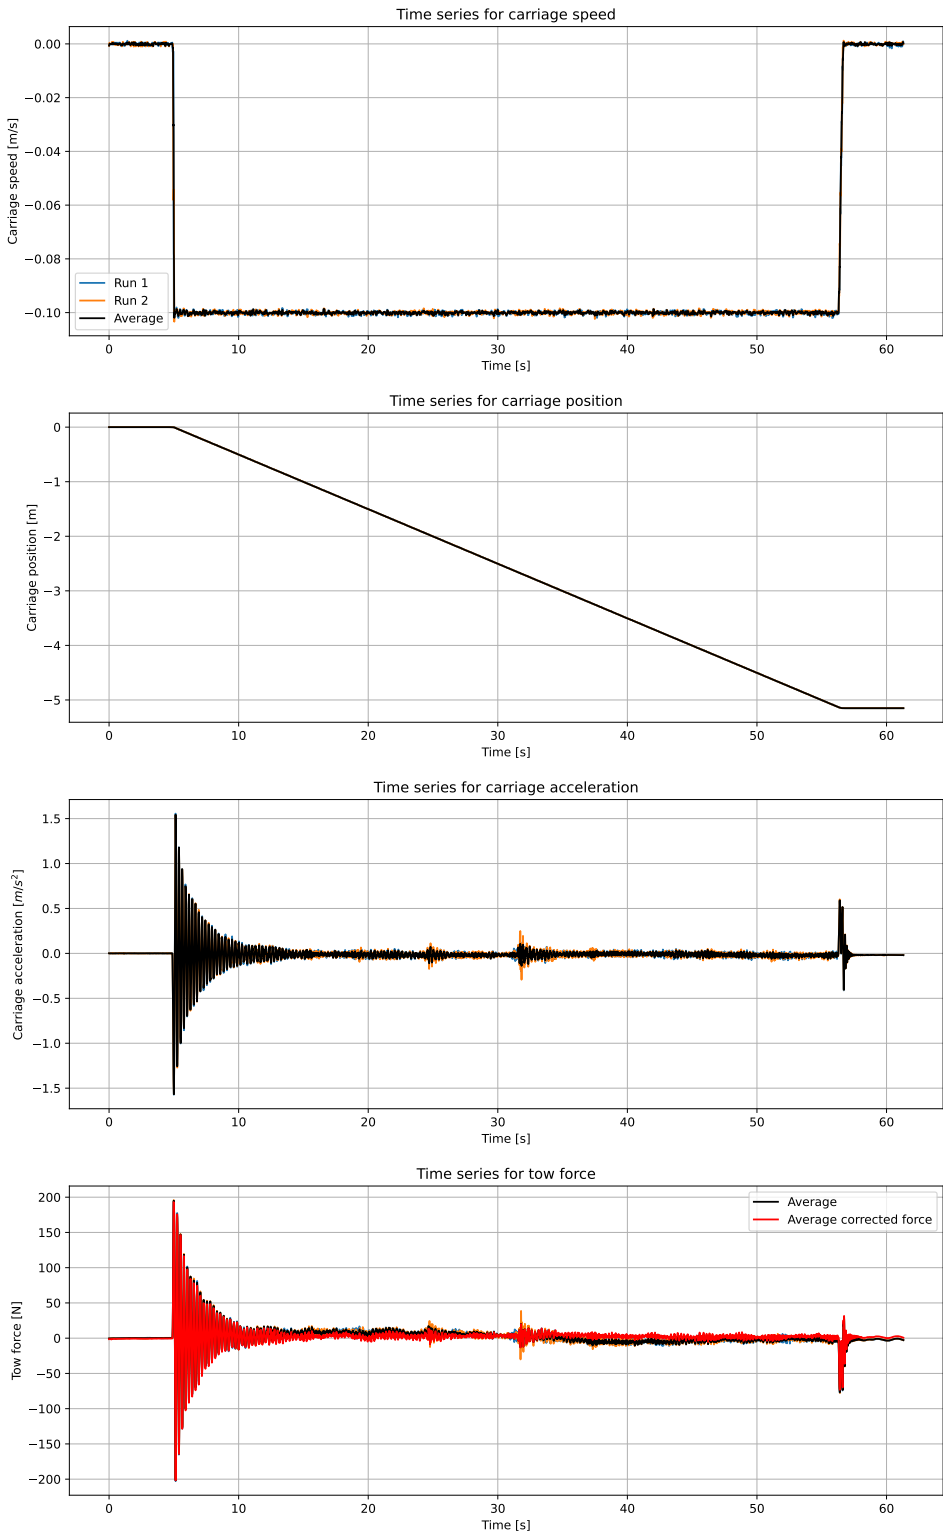 Time series for carriage speed
0.00
−0.02
−0.04
−0.06
−0.08
−0.10
Carriage speed [m/s]
Run 1
Run 2
Average
0 10 20 30 40 50 60
Time [s]
Time series for carriage position
0
−1
−2
−3
−4
−5
Carriage position [m]
0 10 20 30 40 50 60
Time [s]
Time series for carriage acceleration
1.5
1.0
0.5
0.0
−0.5
−1.0
−1.5
Carriage acceleration [m/s²]
0 10 20 30 40 50 60
Time [s]
Time series for tow force
200
150
100
50
0
−50
−100
−150
−200
Tow force [N]
Average
Average corrected force
0 10 20 30 40 50 60
Time [s]